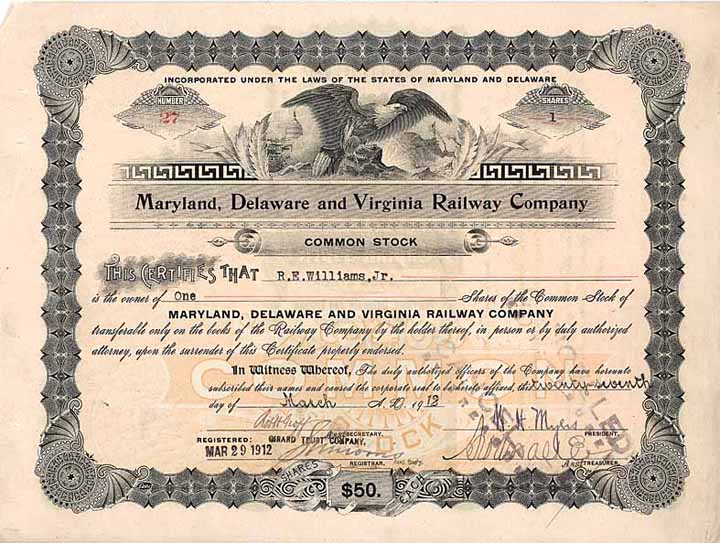 INCORPORATED UNDER THE LAWS OF THE STATES OF MARYLAND AND DELAWARE
NUMBER SHARES
27 1
Maryland, Delaware and Virginia Railway Company
COMMON STOCK
THIS CERTIFIES THAT R.E.Williams,Jr.
is the owner of One Shares of the Common Stock of
MARYLAND, DELAWARE AND VIRGINIA RAILWAY COMPANY
transferable only on the books of the Railway Company by the holder thereof, in person or by duly authorized
attorney, upon the surrender of this Certificate properly endorsed.
In Witness Whereof, The duly authorized officers of the Company have hereunto
subscribed their names and caused the corporate seal to be hereto affixed, this twenty-seventh
day of March A.D. 1912
SECRETARY. W H Myers PRESIDENT.
REGISTERED: GIRARD TRUST COMPANY,
MAR 29 1912 REGISTRAR, TREASURER.
SHARES $50. EACH